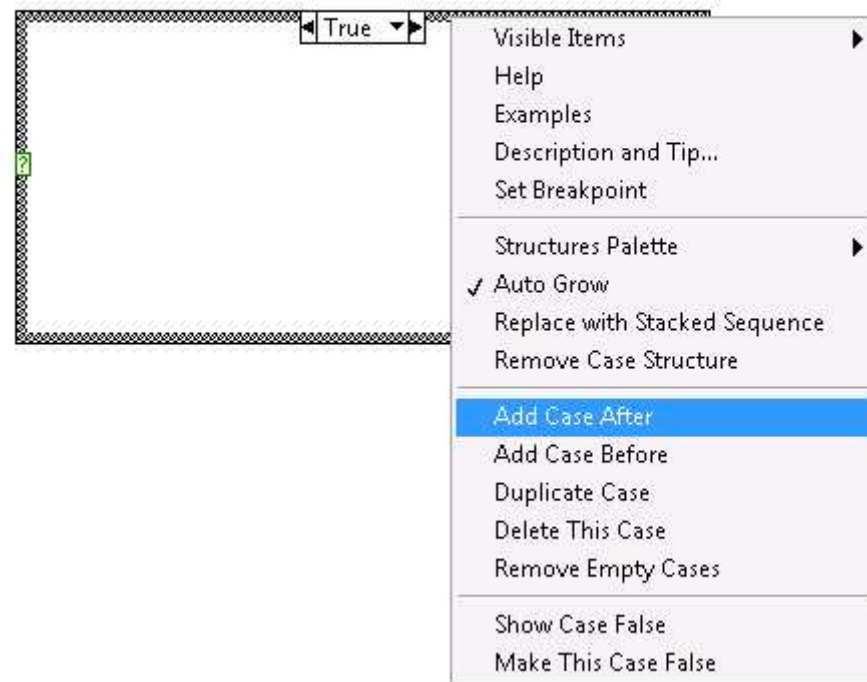 True
Visible Items
Help
Examples
Description and Tip...
Set Breakpoint
Structures Palette
Auto Grow
Replace with Stacked Sequence
Remove Case Structure
Add Case After
Add Case Before
Duplicate Case
Delete This Case
Remove Empty Cases
Show Case False
Make This Case False
?